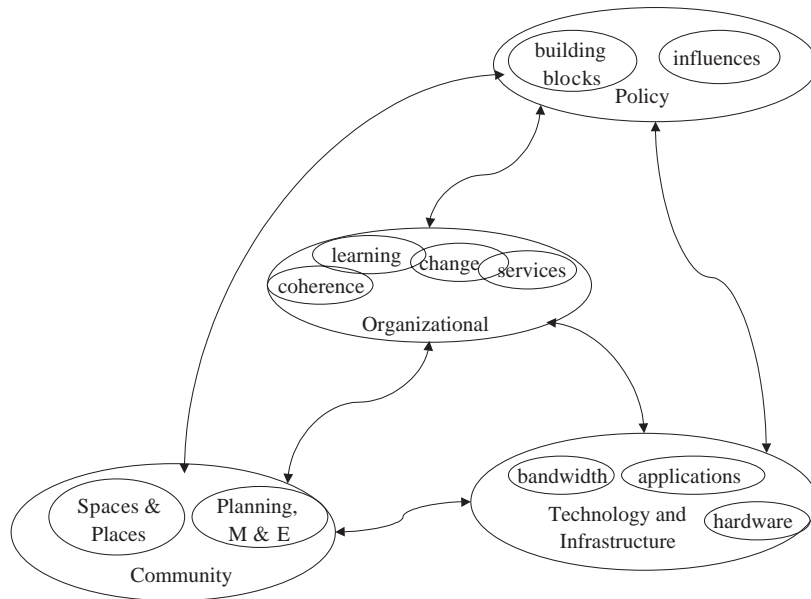 building
blocks
influences
Policy
learning
change
services
coherence
Organizational
bandwidth
applications
hardware
Technology and
Infrastructure
Spaces &
Places
Planning,
M & E
Community